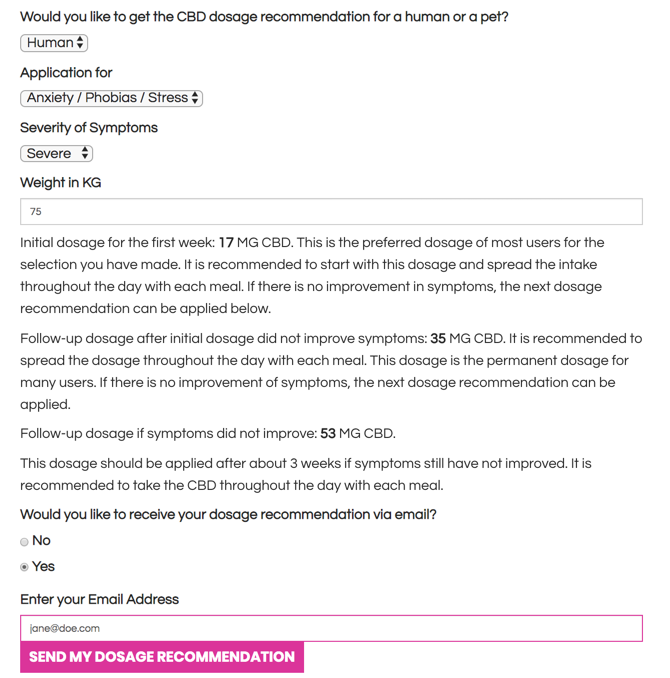 Would you like to get the CBD dosage recommendation for a human or a pet?
Human
Application for
Anxiety / Phobias / Stress
Severity of Symptoms
Severe
Weight in KG
75
Initial dosage for the first week: 17 MG CBD. This is the preferred dosage of most users for the
selection you have made. It is recommended to start with this dosage and spread the intake
throughout the day with each meal. If there is no improvement in symptoms, the next dosage
recommendation can be applied below.
Follow-up dosage after initial dosage did not improve symptoms: 35 MG CBD. It is recommended to
spread the dosage throughout the day with each meal. This dosage is the permanent dosage for
many users. If there is no improvement of symptoms, the next dosage recommendation can be
applied.
Follow-up dosage if symptoms did not improve: 53 MG CBD.
This dosage should be applied after about 3 weeks if symptoms still have not improved. It is
recommended to take the CBD throughout the day with each meal.
Would you like to receive your dosage recommendation via email?
No
Yes
Enter your Email Address
jane@doe.com
SEND MY DOSAGE RECOMMENDATION